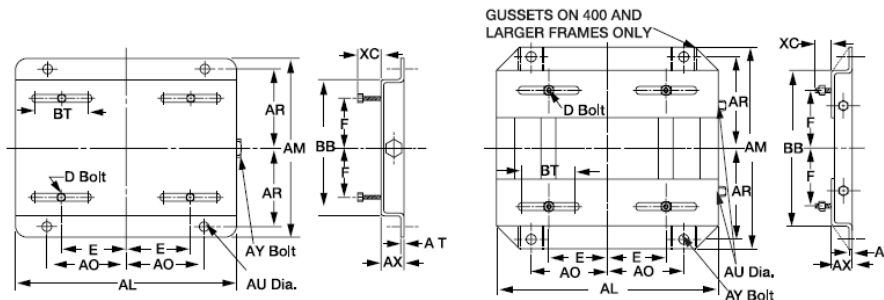 GUSSETS ON 400 AND
LARGER FRAMES ONLY
XC
BT
D Bolt
AR
AM
AR
E
E
AO
AO
AL
AY Bolt
AU Dia.
BB
F
F
A T
AX
D Bolt
BT
AR
AM
AR
E
E
AO
AO
AL
AU Dia.
AY Bolt
XC
BB
F
F
AX
A